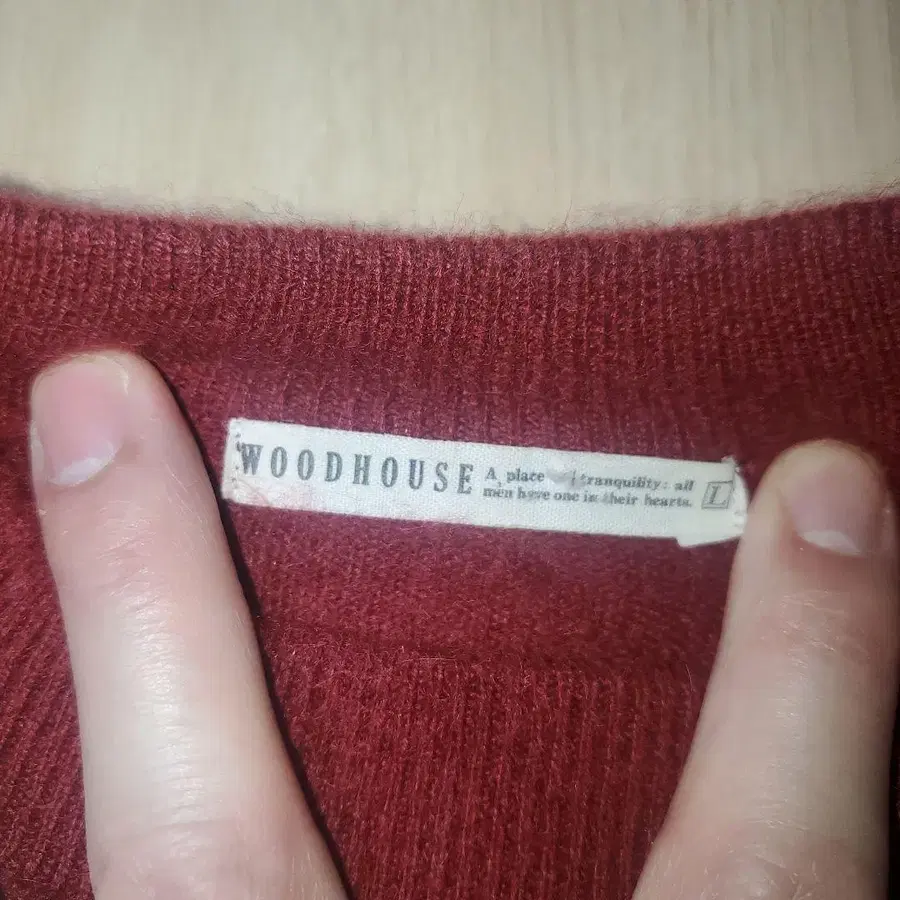 WOODHOUSE
A place tranquility: all
men have one in their hearts.
L